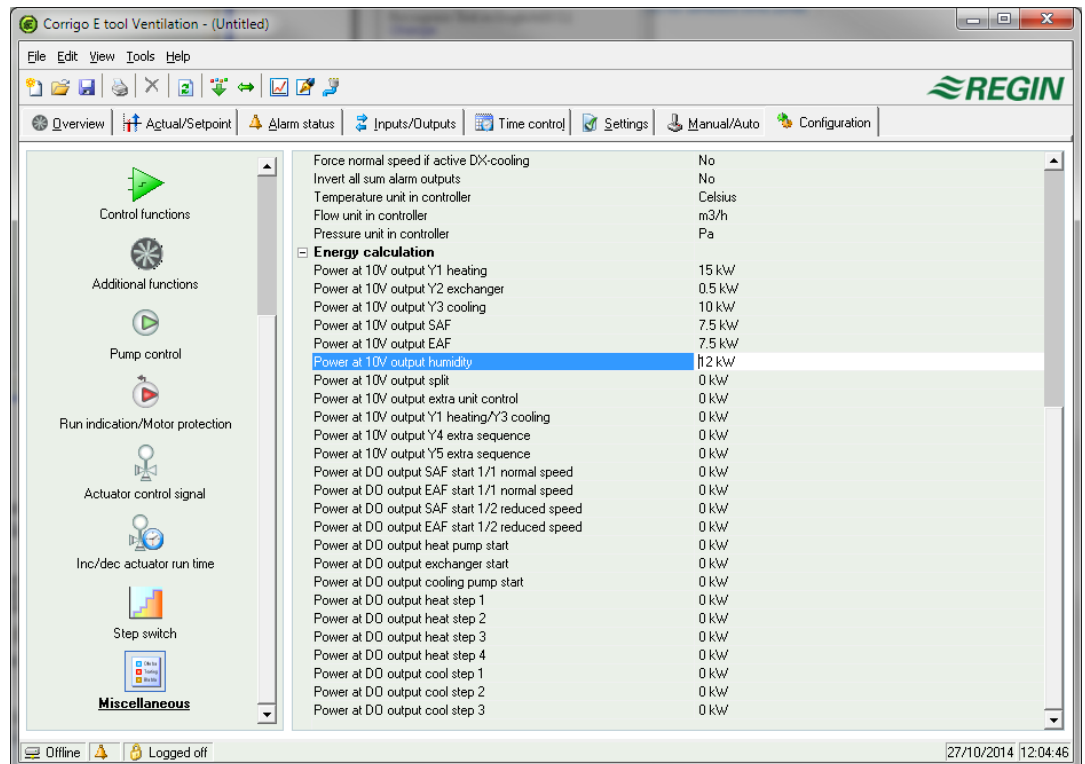 Corrigo E tool Ventilation - (Untitled)
File Edit View Tools Help
REGIN
Overview Actual/Setpoint Alarm status Inputs/Outputs Time control Settings Manual/Auto Configuration
Control functions
Additional functions
Pump control
Run indication/Motor protection
Actuator control signal
Inc/dec actuator run time
Step switch
Miscellaneous
Force normal speed if active DX-cooling No
Invert all sum alarm outputs No
Temperature unit in controller Celsius
Flow unit in controller m3/h
Pressure unit in controller Pa
Energy calculation
Power at 10V output Y1 heating 15 kW
Power at 10V output Y2 exchanger 0.5 kW
Power at 10V output Y3 cooling 10 kW
Power at 10V output SAF 7.5 kW
Power at 10V output EAF 7.5 kW
Power at 10V output humidity 12 kW
Power at 10V output split 0 kW
Power at 10V output extra unit control 0 kW
Power at 10V output Y1 heating/Y3 cooling 0 kW
Power at 10V output Y4 extra sequence 0 kW
Power at 10V output Y5 extra sequence 0 kW
Power at DO output SAF start 1/1 normal speed 0 kW
Power at DO output EAF start 1/1 normal speed 0 kW
Power at DO output SAF start 1/2 reduced speed 0 kW
Power at DO output EAF start 1/2 reduced speed 0 kW
Power at DO output heat pump start 0 kW
Power at DO output exchanger start 0 kW
Power at DO output cooling pump start 0 kW
Power at DO output heat step 1 0 kW
Power at DO output heat step 2 0 kW
Power at DO output heat step 3 0 kW
Power at DO output heat step 4 0 kW
Power at DO output cool step 1 0 kW
Power at DO output cool step 2 0 kW
Power at DO output cool step 3 0 kW
Offline Logged off 27/10/2014 12:04:46